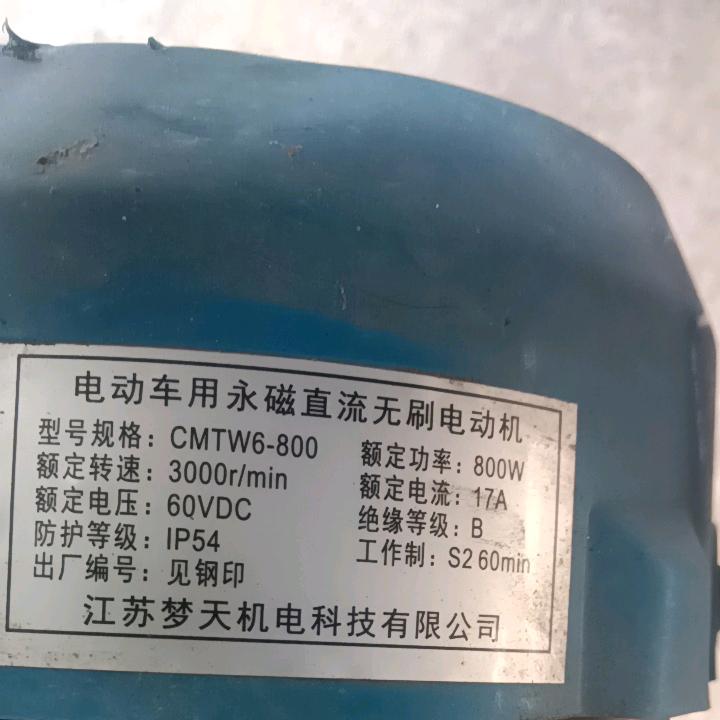 电动车用永磁直流无刷电动机
型号规格：CMTW6-800 额定功率：800W
额定转速：3000r/min 额定电流：17A
额定电压：60VDC 绝缘等级：B
防护等级：IP54 工作制：S2 60min
出厂编号：见钢印
江苏梦天机电科技有限公司